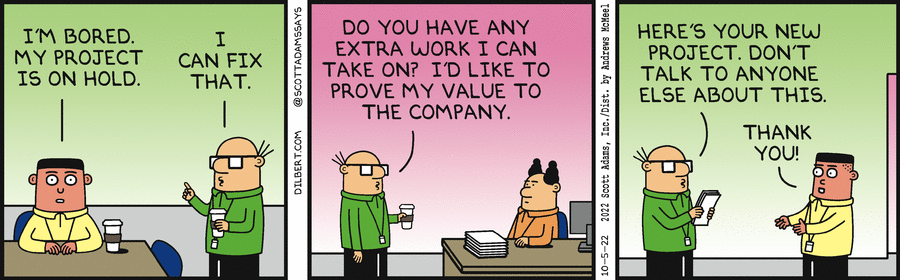 I'M BORED.
MY PROJECT
IS ON HOLD.
I
CAN FIX
THAT.
DILBERT.COM @SCOTTADAMSSAYS
DO YOU HAVE ANY
EXTRA WORK I CAN
TAKE ON? I'D LIKE TO
PROVE MY VALUE TO
THE COMPANY.
10-5-22 2022 Scott Adams, Inc./Dist. by Andrews McMeel
HERE'S YOUR NEW
PROJECT. DON'T
TALK TO ANYONE
ELSE ABOUT THIS.
THANK
YOU!